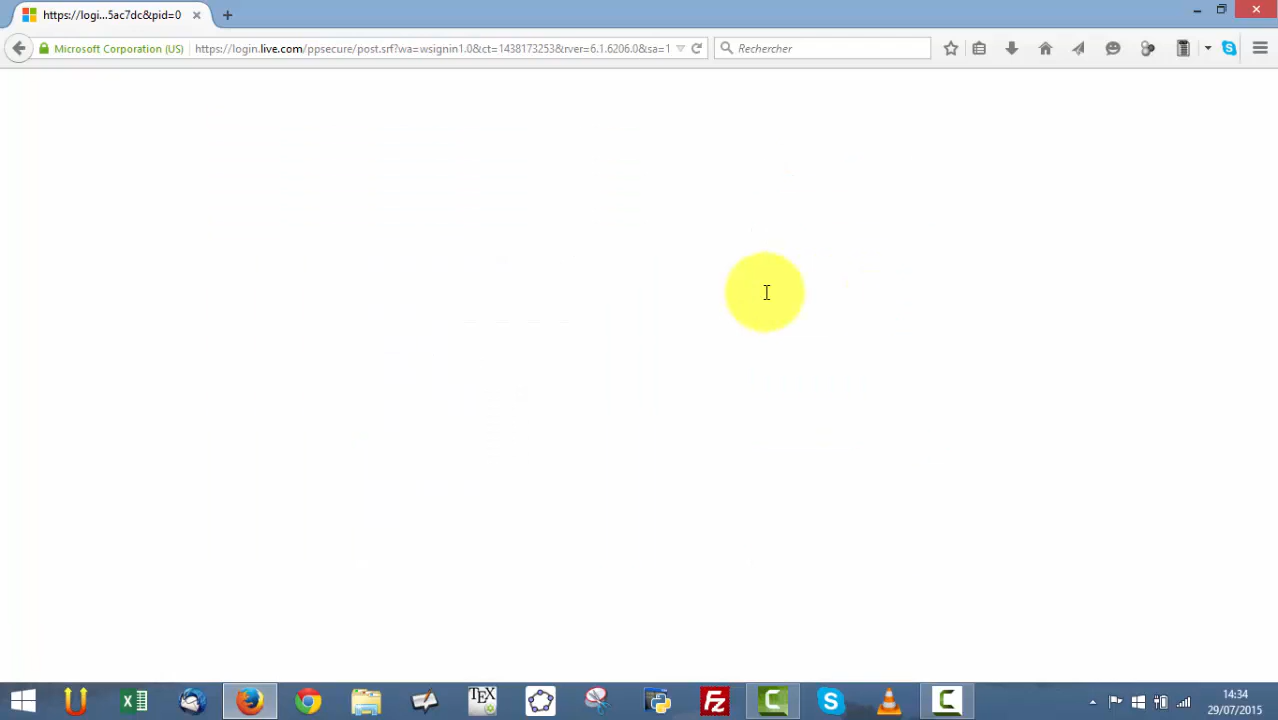 https://logi...5ac7dc&pid=0
Microsoft Corporation (US)
https://login.live.com/ppsecure/post.srf?wa=wsignin1.0&ct=1438173253&rver=6.1.6206.0&sa=1
Rechercher
TEX
Fz
14:34
29/07/2015